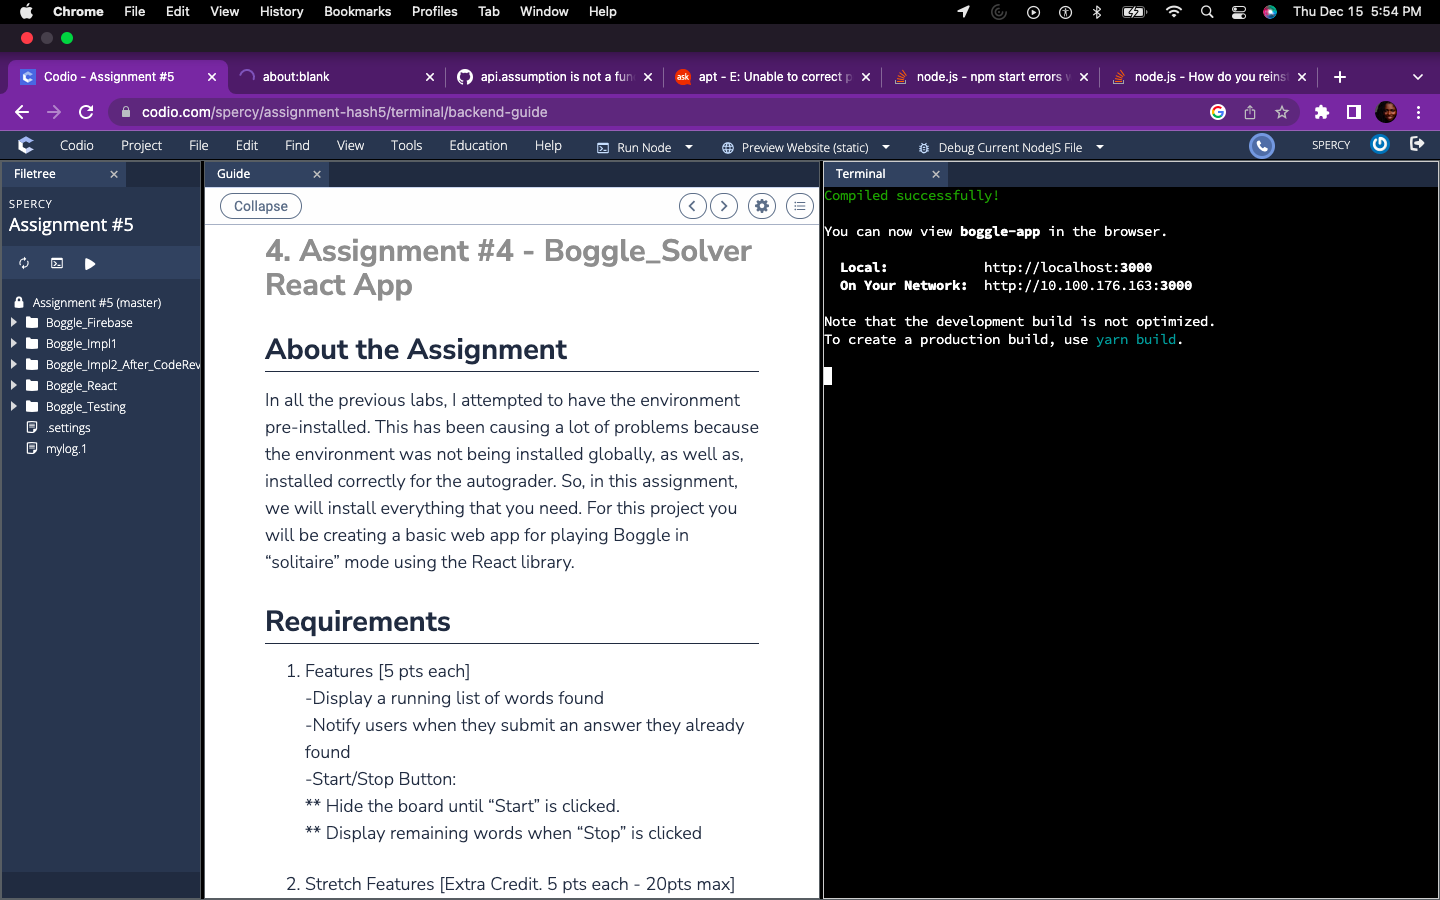 Chrome File Edit View History Bookmarks Profiles Tab Window Help Thu Dec 15 5:54 PM
Codio - Assignment #5 about:blank api.assumption is not a fun ask apt - E: Unable to correct p node.js - npm start errors w node.js - How do you reins
codio.com/spercy/assignment-hash5/terminal/backend-guide
Codio Project File Edit Find View Tools Education Help Run Node Preview Website (static) Debug Current NodeJS File SPERCY
Filetree
SPERCY
Assignment #5
Assignment #5 (master)
Boggle_Firebase
Boggle_Impl1
Boggle_Impl2_After_CodeRev
Boggle_React
Boggle_Testing
.settings
mylog.1
Guide
Collapse
4. Assignment #4 - Boggle_Solver
React App
About the Assignment
In all the previous labs, I attempted to have the environment
pre-installed. This has been causing a lot of problems because
the environment was not being installed globally, as well as,
installed correctly for the autograder. So, in this assignment,
we will install everything that you need. For this project you
will be creating a basic web app for playing Boggle in
“solitaire” mode using the React library.
Requirements
1. Features [5 pts each]
-Display a running list of words found
-Notify users when they submit an answer they already
found
-Start/Stop Button:
** Hide the board until “Start” is clicked.
** Display remaining words when “Stop” is clicked
2. Stretch Features [Extra Credit. 5 pts each - 20pts max]
Terminal
Compiled successfully!
You can now view boggle-app in the browser.
Local: http://localhost:3000
On Your Network: http://10.100.176.163:3000
Note that the development build is not optimized.
To create a production build, use yarn build.